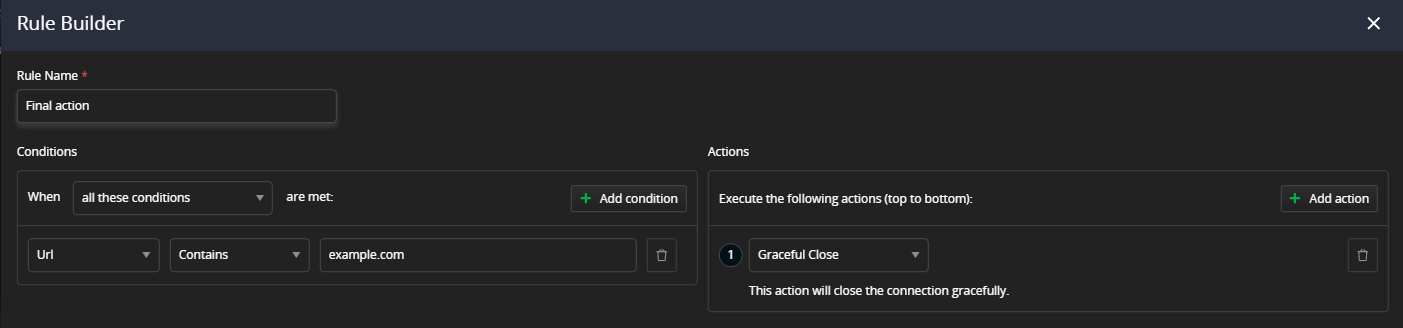 Rule Builder
Rule Name *
Final action
Conditions
When all these conditions are met: Add condition
Url Contains example.com
Actions
Execute the following actions (top to bottom): Add action
1 Graceful Close
This action will close the connection gracefully.